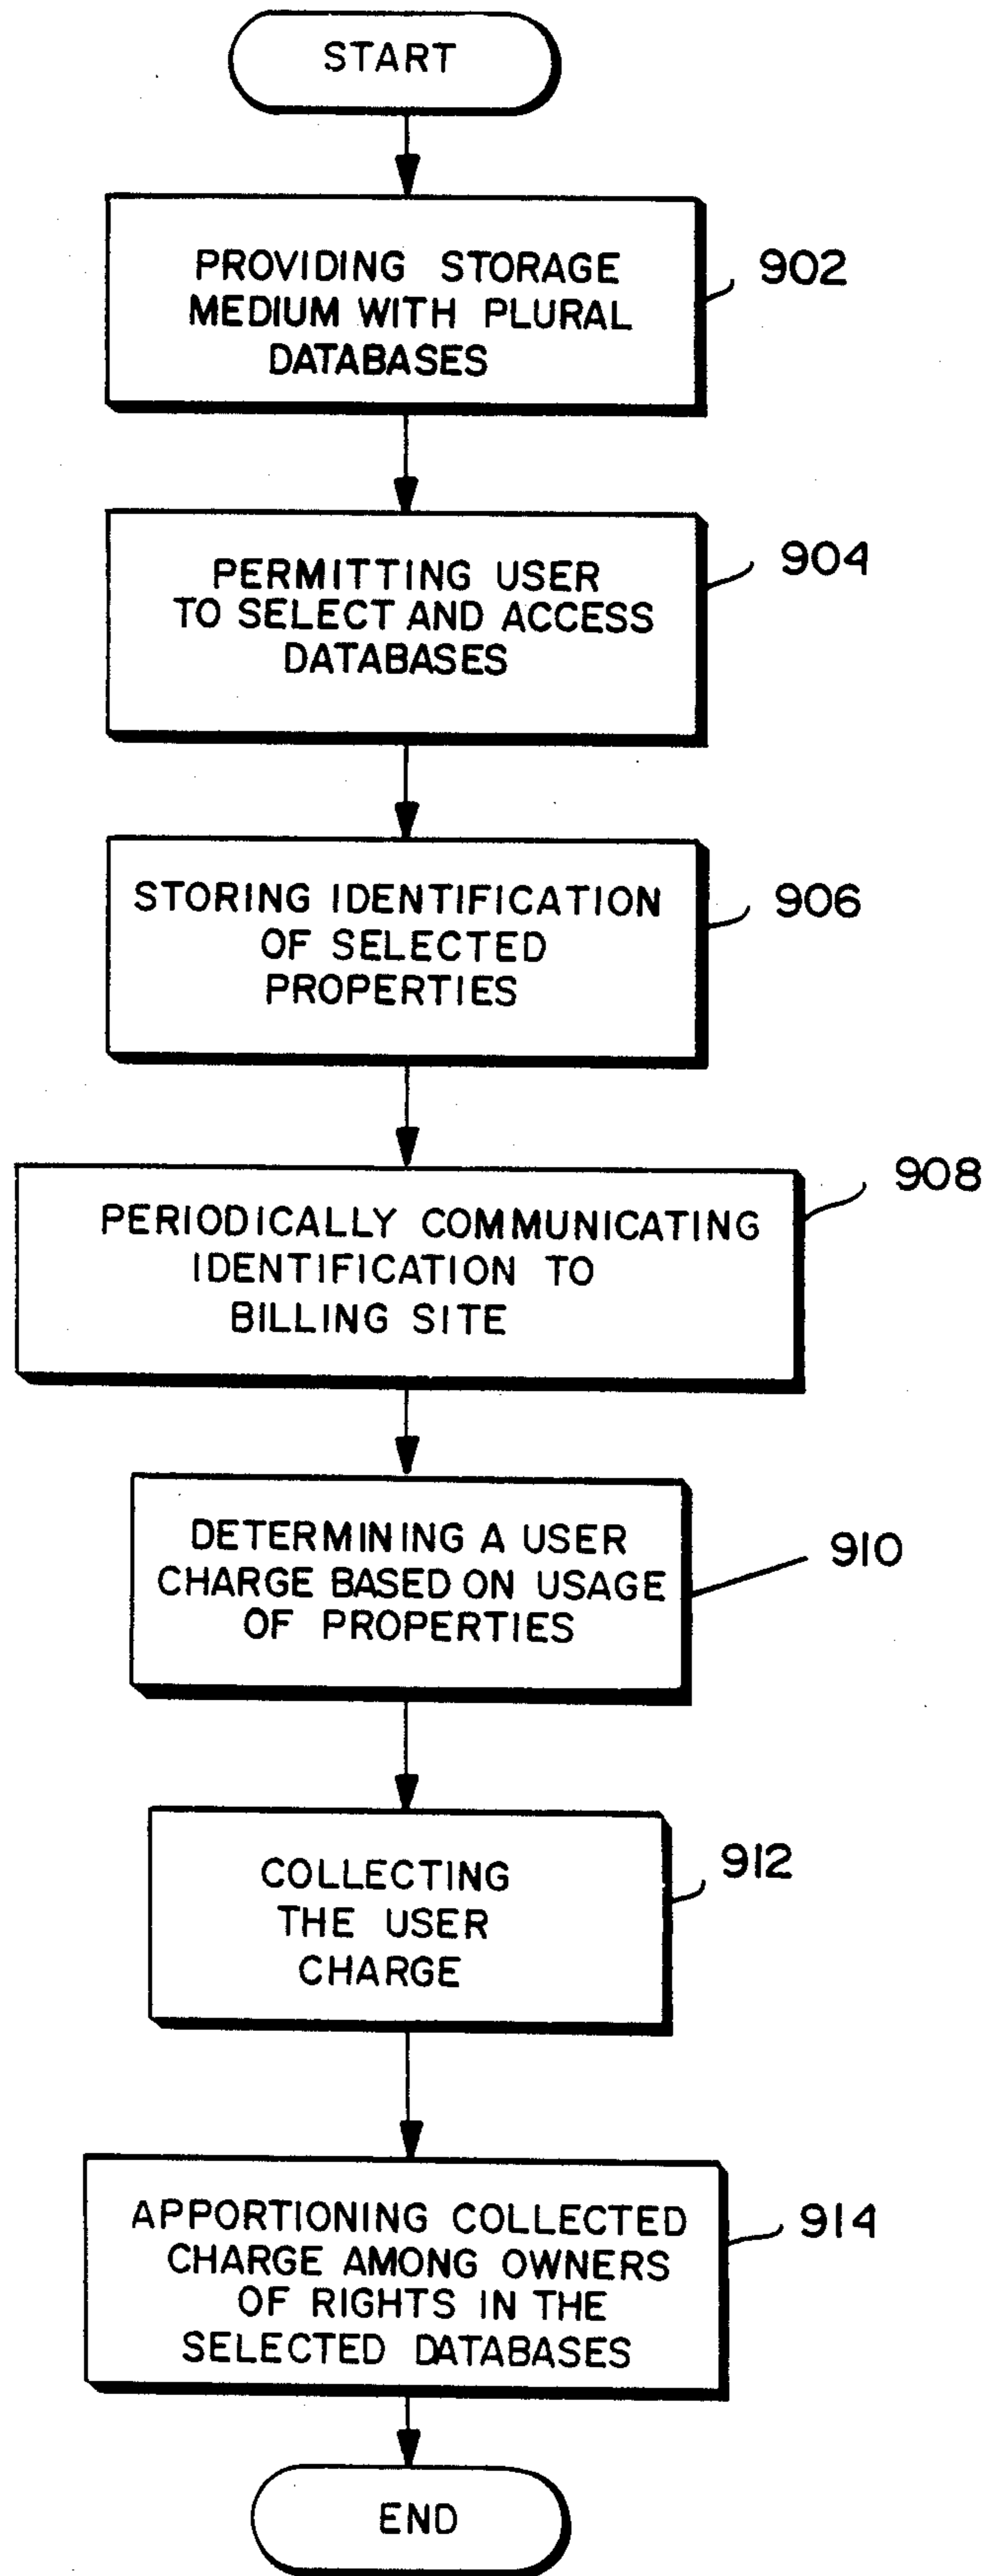 START
PROVIDING STORAGE
MEDIUM WITH PLURAL
DATABASES
902
PERMITTING USER
TO SELECT AND ACCESS
DATABASES
904
STORING IDENTIFICATION
OF SELECTED
PROPERTIES
906
PERIODICALLY COMMUNICATING
IDENTIFICATION TO
BILLING SITE
908
DETERMINING A USER
CHARGE BASED ON USAGE
OF PROPERTIES
910
COLLECTING
THE USER
CHARGE
912
APPORTIONING COLLECTED
CHARGE AMONG OWNERS
OF RIGHTS IN THE
SELECTED DATABASES
914
END